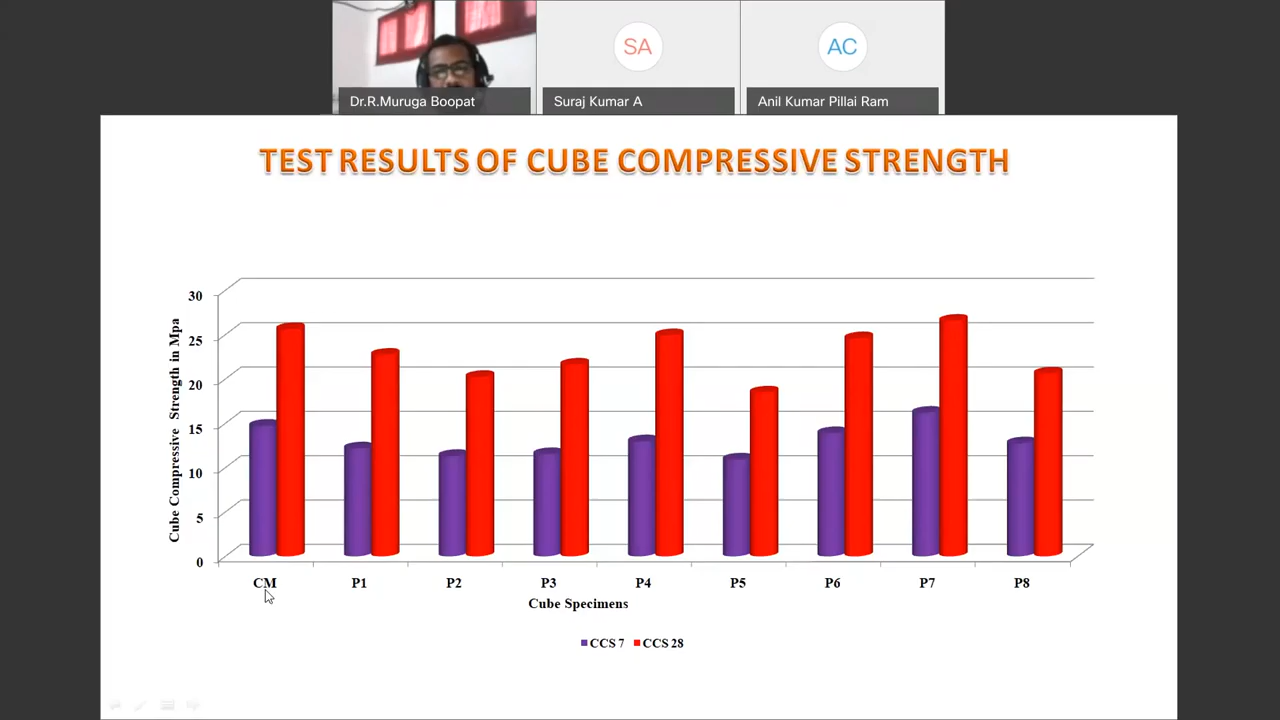 SA
AC
Dr.R.Muruga Boopat
Suraj Kumar A
Anil Kumar Pillai Ram
TEST RESULTS OF CUBE COMPRESSIVE STRENGTH
Cube Compressive Strength in Mpa
30
25
20
15
10
5
0
CM P1 P2 P3 P4 P5 P6 P7 P8
Cube Specimens
CCS 7 CCS 28